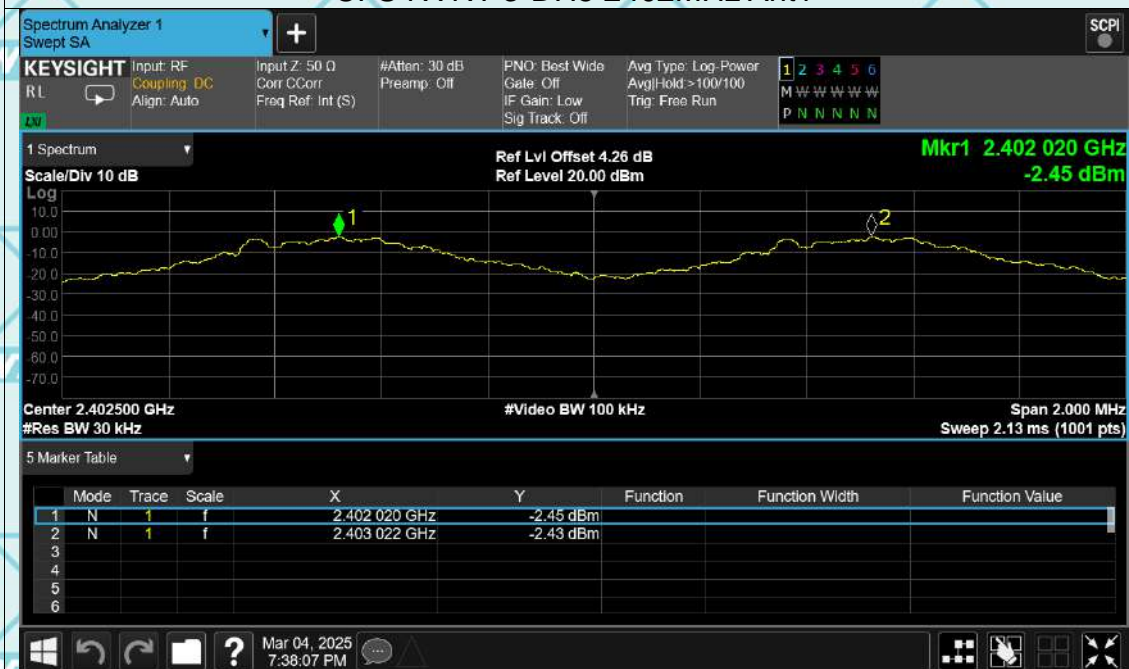 Spectrum Analyzer 1
Swept SA
+
SCPI
KEYSIGHT
RL
LXI
Input: RF
Coupling: DC
Align: Auto
Input Z: 50 Ω
Corr CCorr
Freq Ref: Int (S)
#Atten: 30 dB
Preamp: Off
PNO: Best Wide
Gate: Off
IF Gain: Low
Sig Track: Off
Avg Type: Log-Power
Avg|Hold:>100/100
Trig: Free Run
1 2 3 4 5 6
M W W W W W
P N N N N N
1 Spectrum
Scale/Div 10 dB
Ref Lvl Offset 4.26 dB
Ref Level 20.00 dBm
Mkr1 2.402 020 GHz
-2.45 dBm
Log
10.0
0.00
-10.0
-20.0
-30.0
-40.0
-50.0
-60.0
-70.0
1
2
Center 2.402500 GHz
#Res BW 30 kHz
#Video BW 100 kHz
Span 2.000 MHz
Sweep 2.13 ms (1001 pts)
5 Marker Table
Mode Trace Scale X Y Function Function Width Function Value
1 N 1 f 2.402 020 GHz -2.45 dBm
2 N 1 f 2.403 022 GHz -2.43 dBm
3
4
5
6
?
Mar 04, 2025
7:38:07 PM